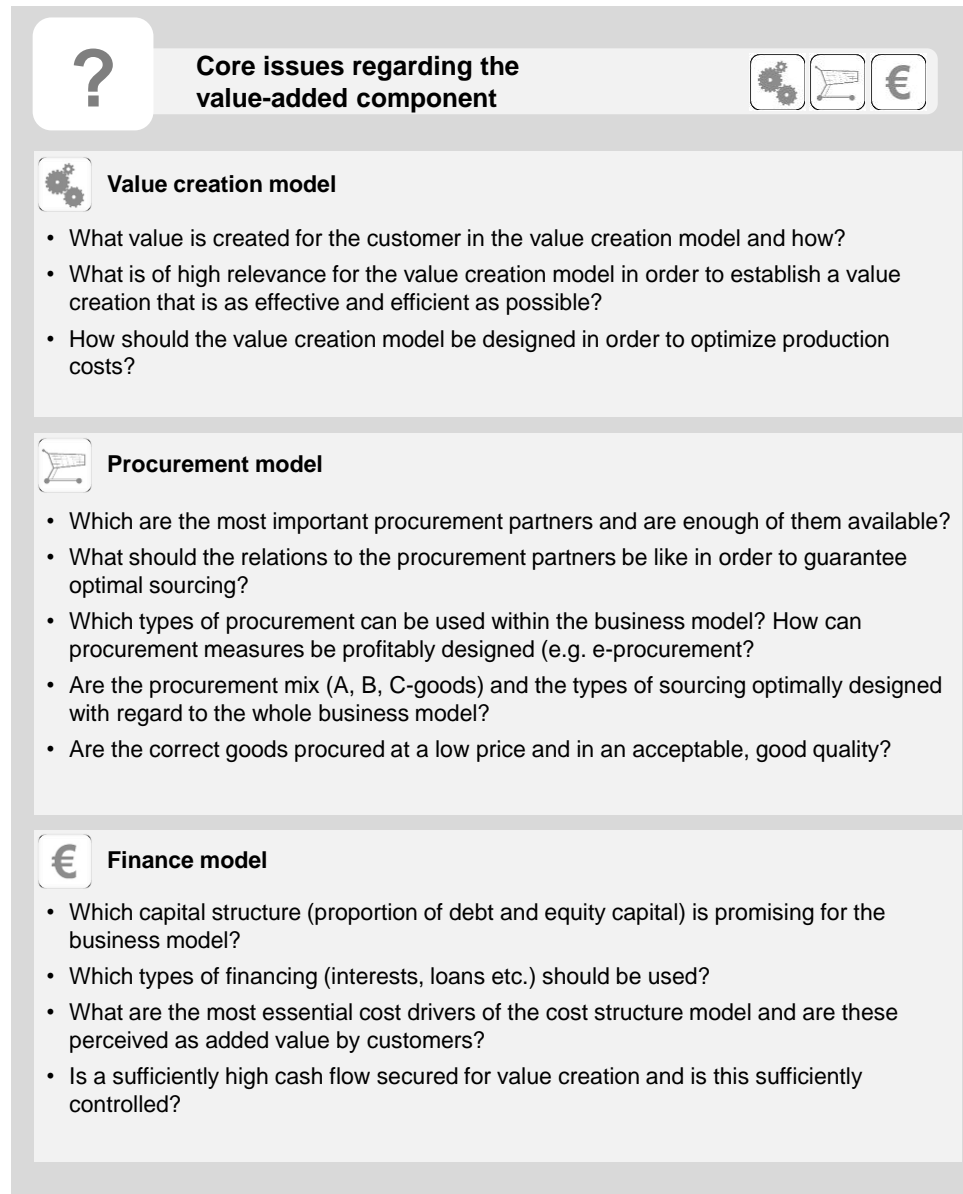 ?
Core issues regarding the
value-added component
€
Value creation model
• What value is created for the customer in the value creation model and how?
• What is of high relevance for the value creation model in order to establish a value
creation that is as effective and efficient as possible?
• How should the value creation model be designed in order to optimize production
costs?
Procurement model
• Which are the most important procurement partners and are enough of them available?
• What should the relations to the procurement partners be like in order to guarantee
optimal sourcing?
• Which types of procurement can be used within the business model? How can
procurement measures be profitably designed (e.g. e-procurement?
• Are the procurement mix (A, B, C-goods) and the types of sourcing optimally designed
with regard to the whole business model?
• Are the correct goods procured at a low price and in an acceptable, good quality?
€
Finance model
• Which capital structure (proportion of debt and equity capital) is promising for the
business model?
• Which types of financing (interests, loans etc.) should be used?
• What are the most essential cost drivers of the cost structure model and are these
perceived as added value by customers?
• Is a sufficiently high cash flow secured for value creation and is this sufficiently
controlled?